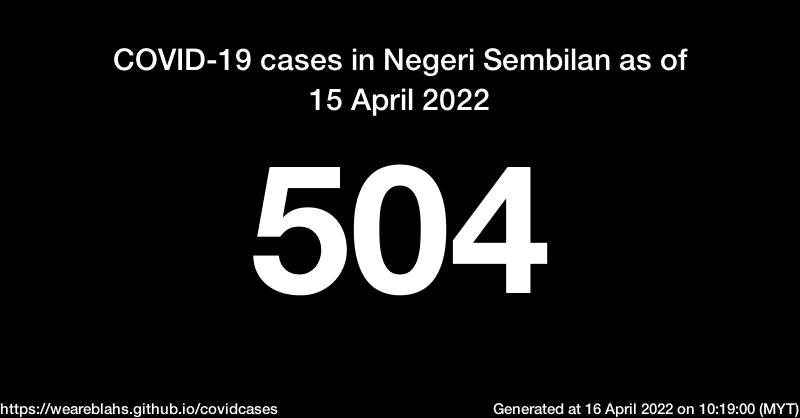 COVID-19 cases in Negeri Sembilan as of
15 April 2022
504
https://weareblahs.github.io/covidcases
Generated at 16 April 2022 on 10:19:00 (MYT)